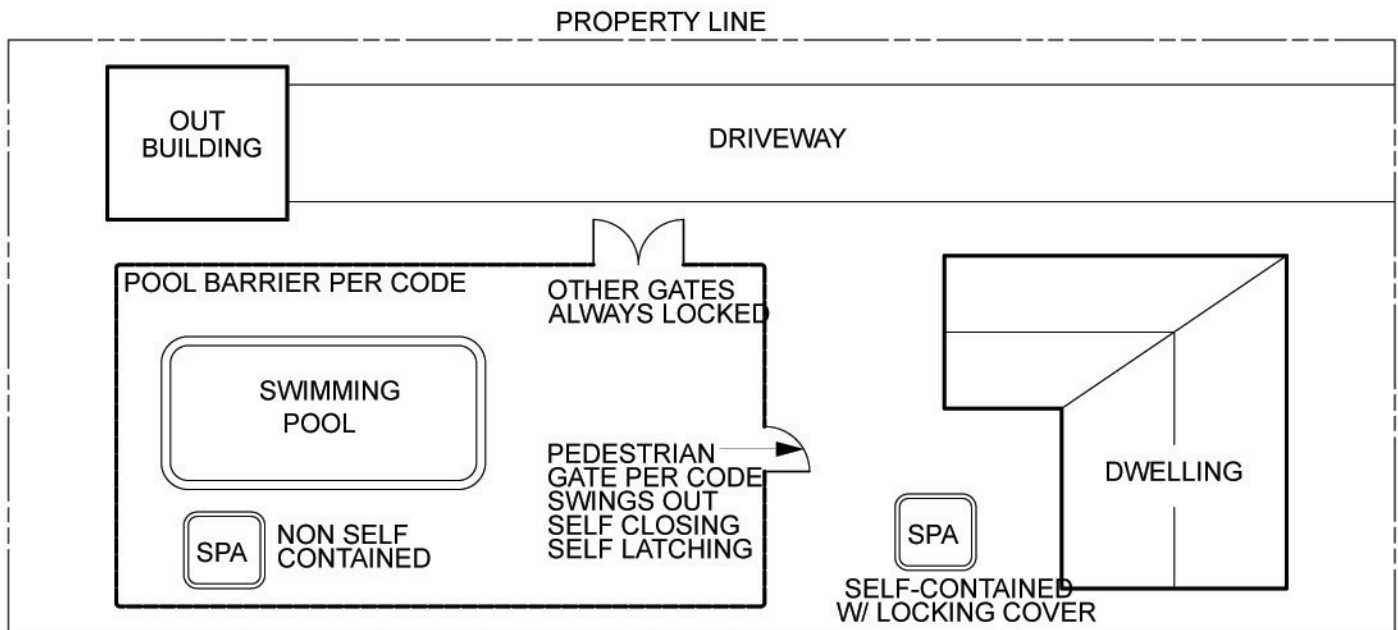 PROPERTY LINE
OUT
BUILDING
DRIVEWAY
POOL BARRIER PER CODE
OTHER GATES
ALWAYS LOCKED
SWIMMING
POOL
PEDESTRIAN
GATE PER CODE
SWINGS OUT
SELF CLOSING
SELF LATCHING
DWELLING
SPA
NON SELF
CONTAINED
SPA
SELF-CONTAINED
W/ LOCKING COVER